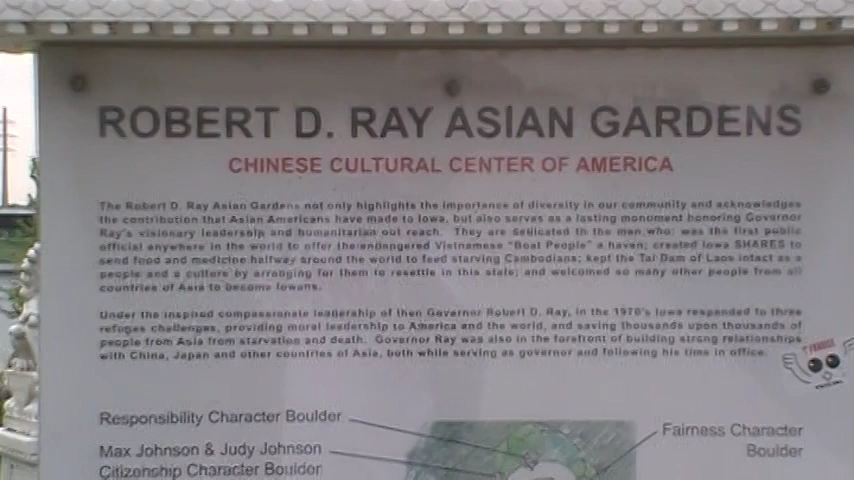 ROBERT D. RAY ASIAN GARDENS
CHINESE CULTURAL CENTER OF AMERICA
The Robert D. Ray Asian Gardens not only highlights the importance of diversity in our community and acknowledges
the contribution that Asian Americans have made to Iowa, but also serves as a lasting monument honoring Governor
Ray's visionary leadership and humanitarian out reach. They are dedicated th the men who: was the first public
official anywhere in the world to offer the endangered Vietnamese "Boat People" a haven; created Iowa SHARES to
send food and medicine halfway around the world to feed starving Cambodians; kept the Tai Dam of Laos intact as a
people and a culture by arranging for them to resettle in this state; and welcomed so many other people from all
countries of Asia to become Iowans.
Under the inspired compassionate leadership of then Governor Robert D. Ray, in the 1970's Iowa responded to three
refugee challenges, providing moral leadership to America and the world, and saving thousands upon thousands of
people from Asia from starvation and death. Governor Ray was also in the forefront of building strong relationships
with China, Japan and other countries of Asia, both while serving as governor and following his time in office.
Responsibility Character Boulder
Max Johnson & Judy Johnson
Citizenship Character Boulder
Fairness Character
Boulder